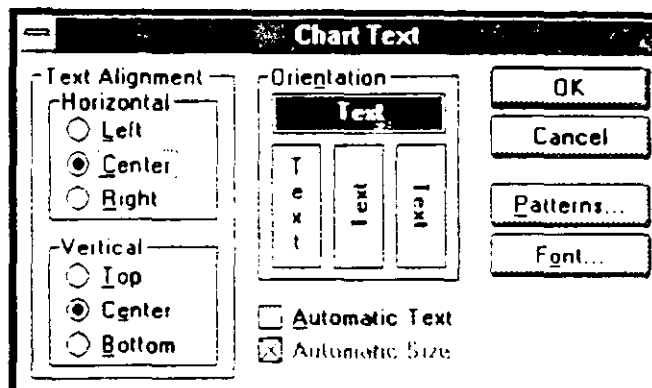 Chart Text
Text Alignment
Horizontal
Left
Center
Right
Vertical
Top
Center
Bottom
Orientation
Text
Text
Text
Text
Automatic Text
Automatic Size
OK
Cancel
Patterns...
Font...